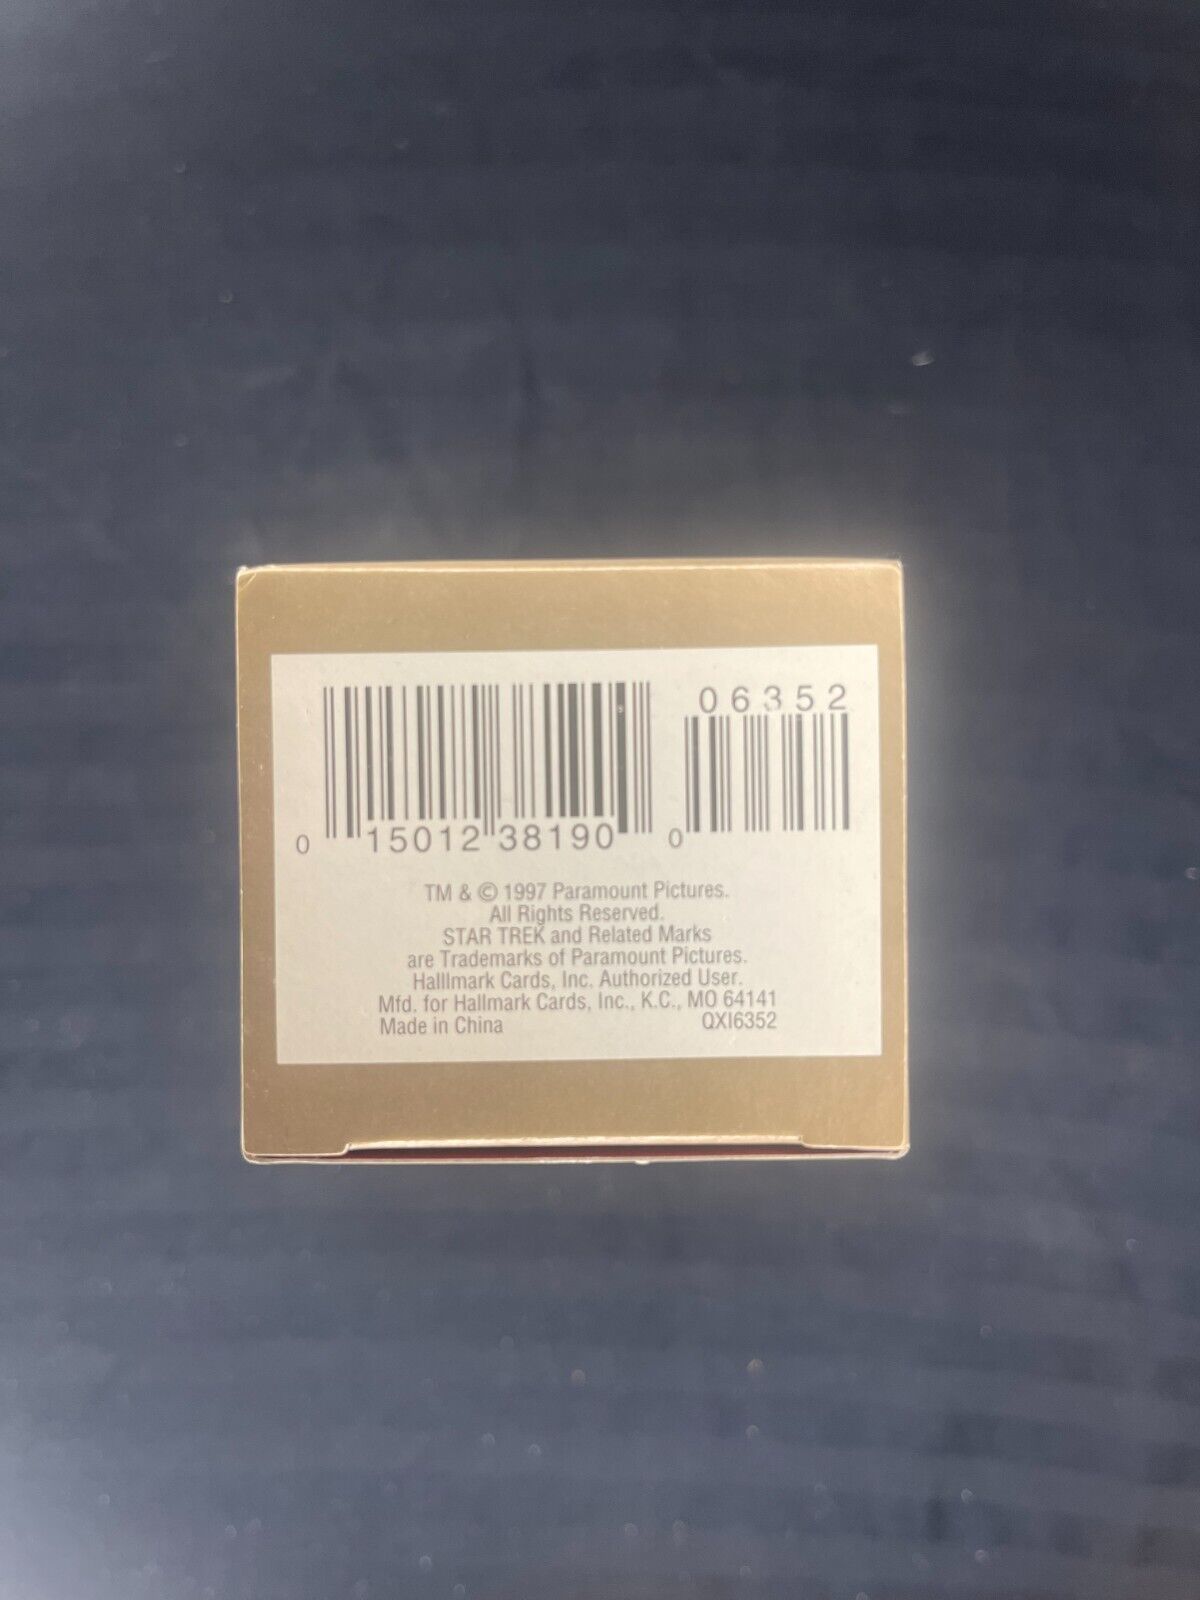 06352
0 15012 38190 0
TM & © 1997 Paramount Pictures.
All Rights Reserved.
STAR TREK and Related Marks
are Trademarks of Paramount Pictures.
Halllmark Cards, Inc. Authorized User.
Mfd. for Hallmark Cards, Inc., K.C., MO 64141
Made in China QXI6352